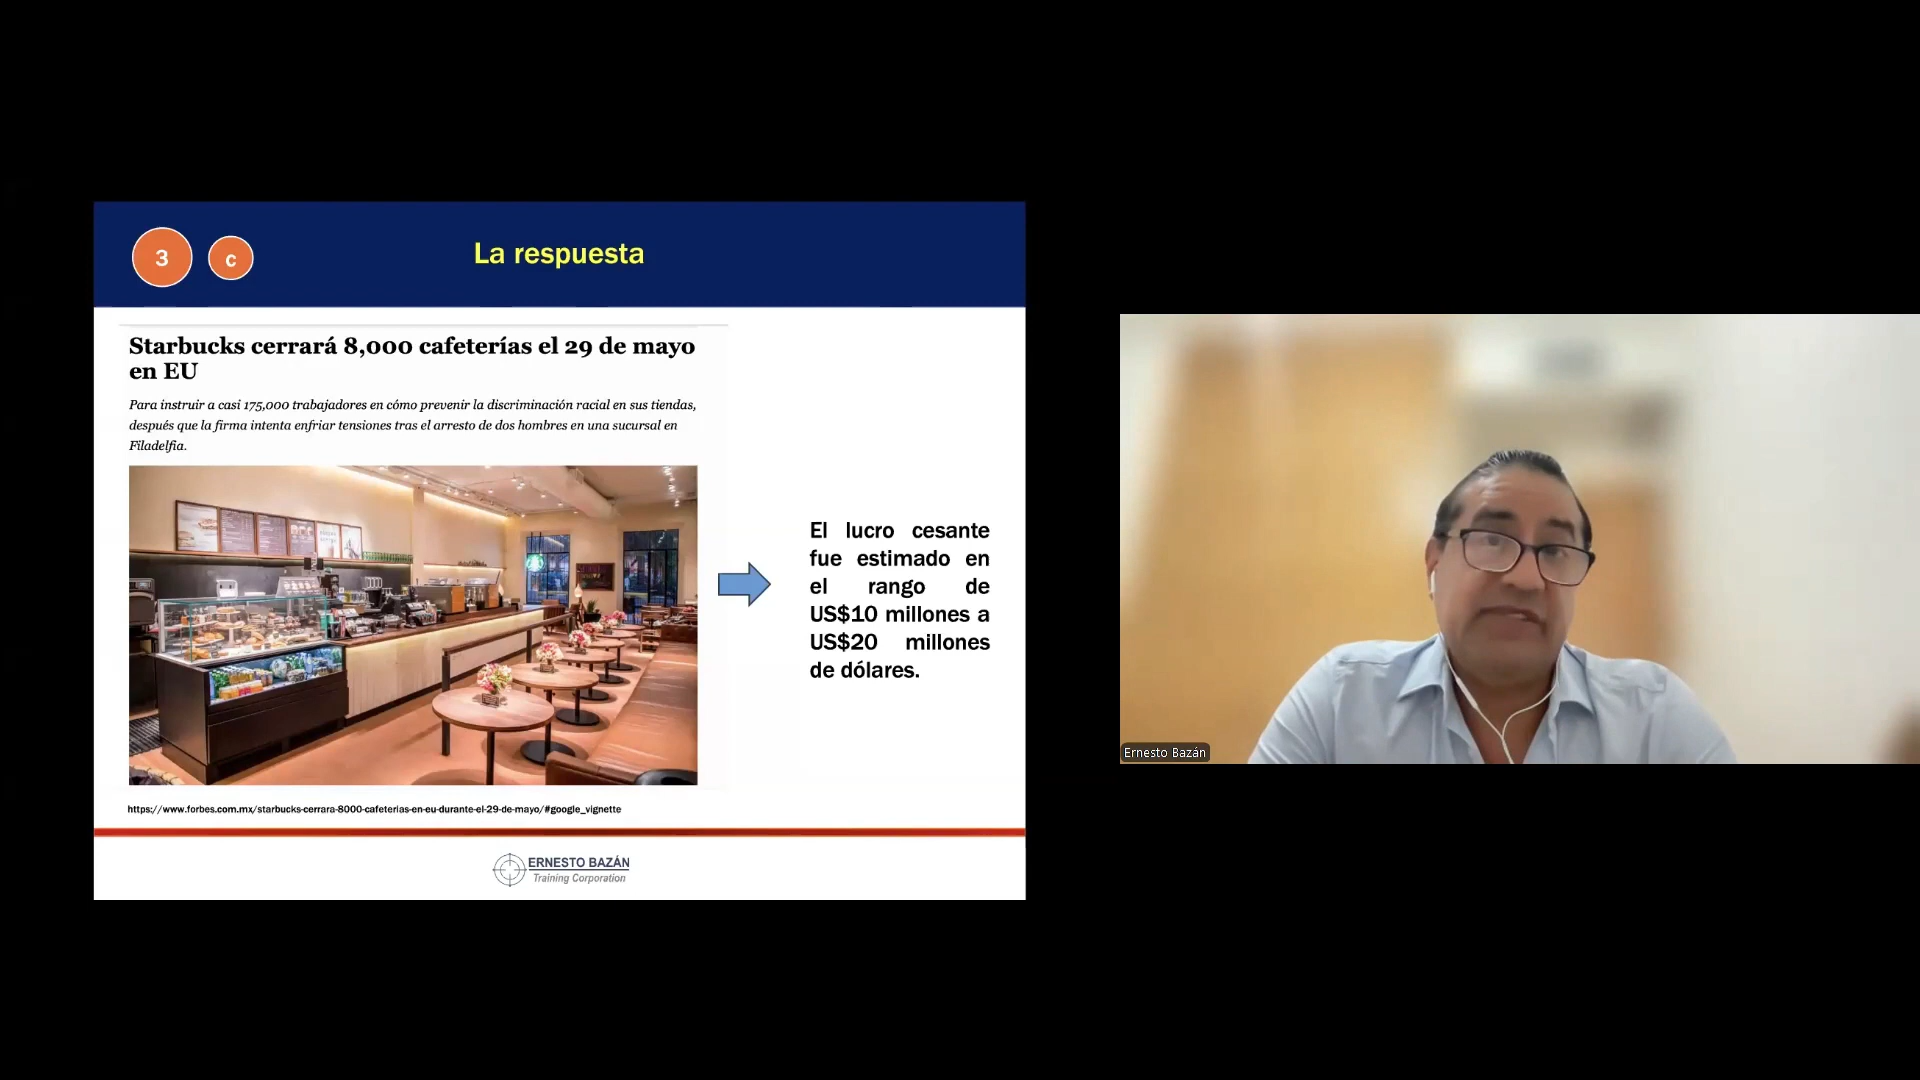 3
c
La respuesta
Starbucks cerrará 8,000 cafeterías el 29 de mayo
en EU
Para instruir a casi 175,000 trabajadores en cómo prevenir la discriminación racial en sus tiendas,
después que la firma intenta enfriar tensiones tras el arresto de dos hombres en una sucursal en
Filadelfia.
El lucro cesante
fue estimado en
el rango de
US$10 millones a
US$20 millones
de dólares.
https://www.forbes.com.mx/starbucks-cerrara-8000-cafeterias-en-eu-durante-el-29-de-mayo/#google_vignette
ERNESTO BAZÁN
Training Corporation
Ernesto Bazán